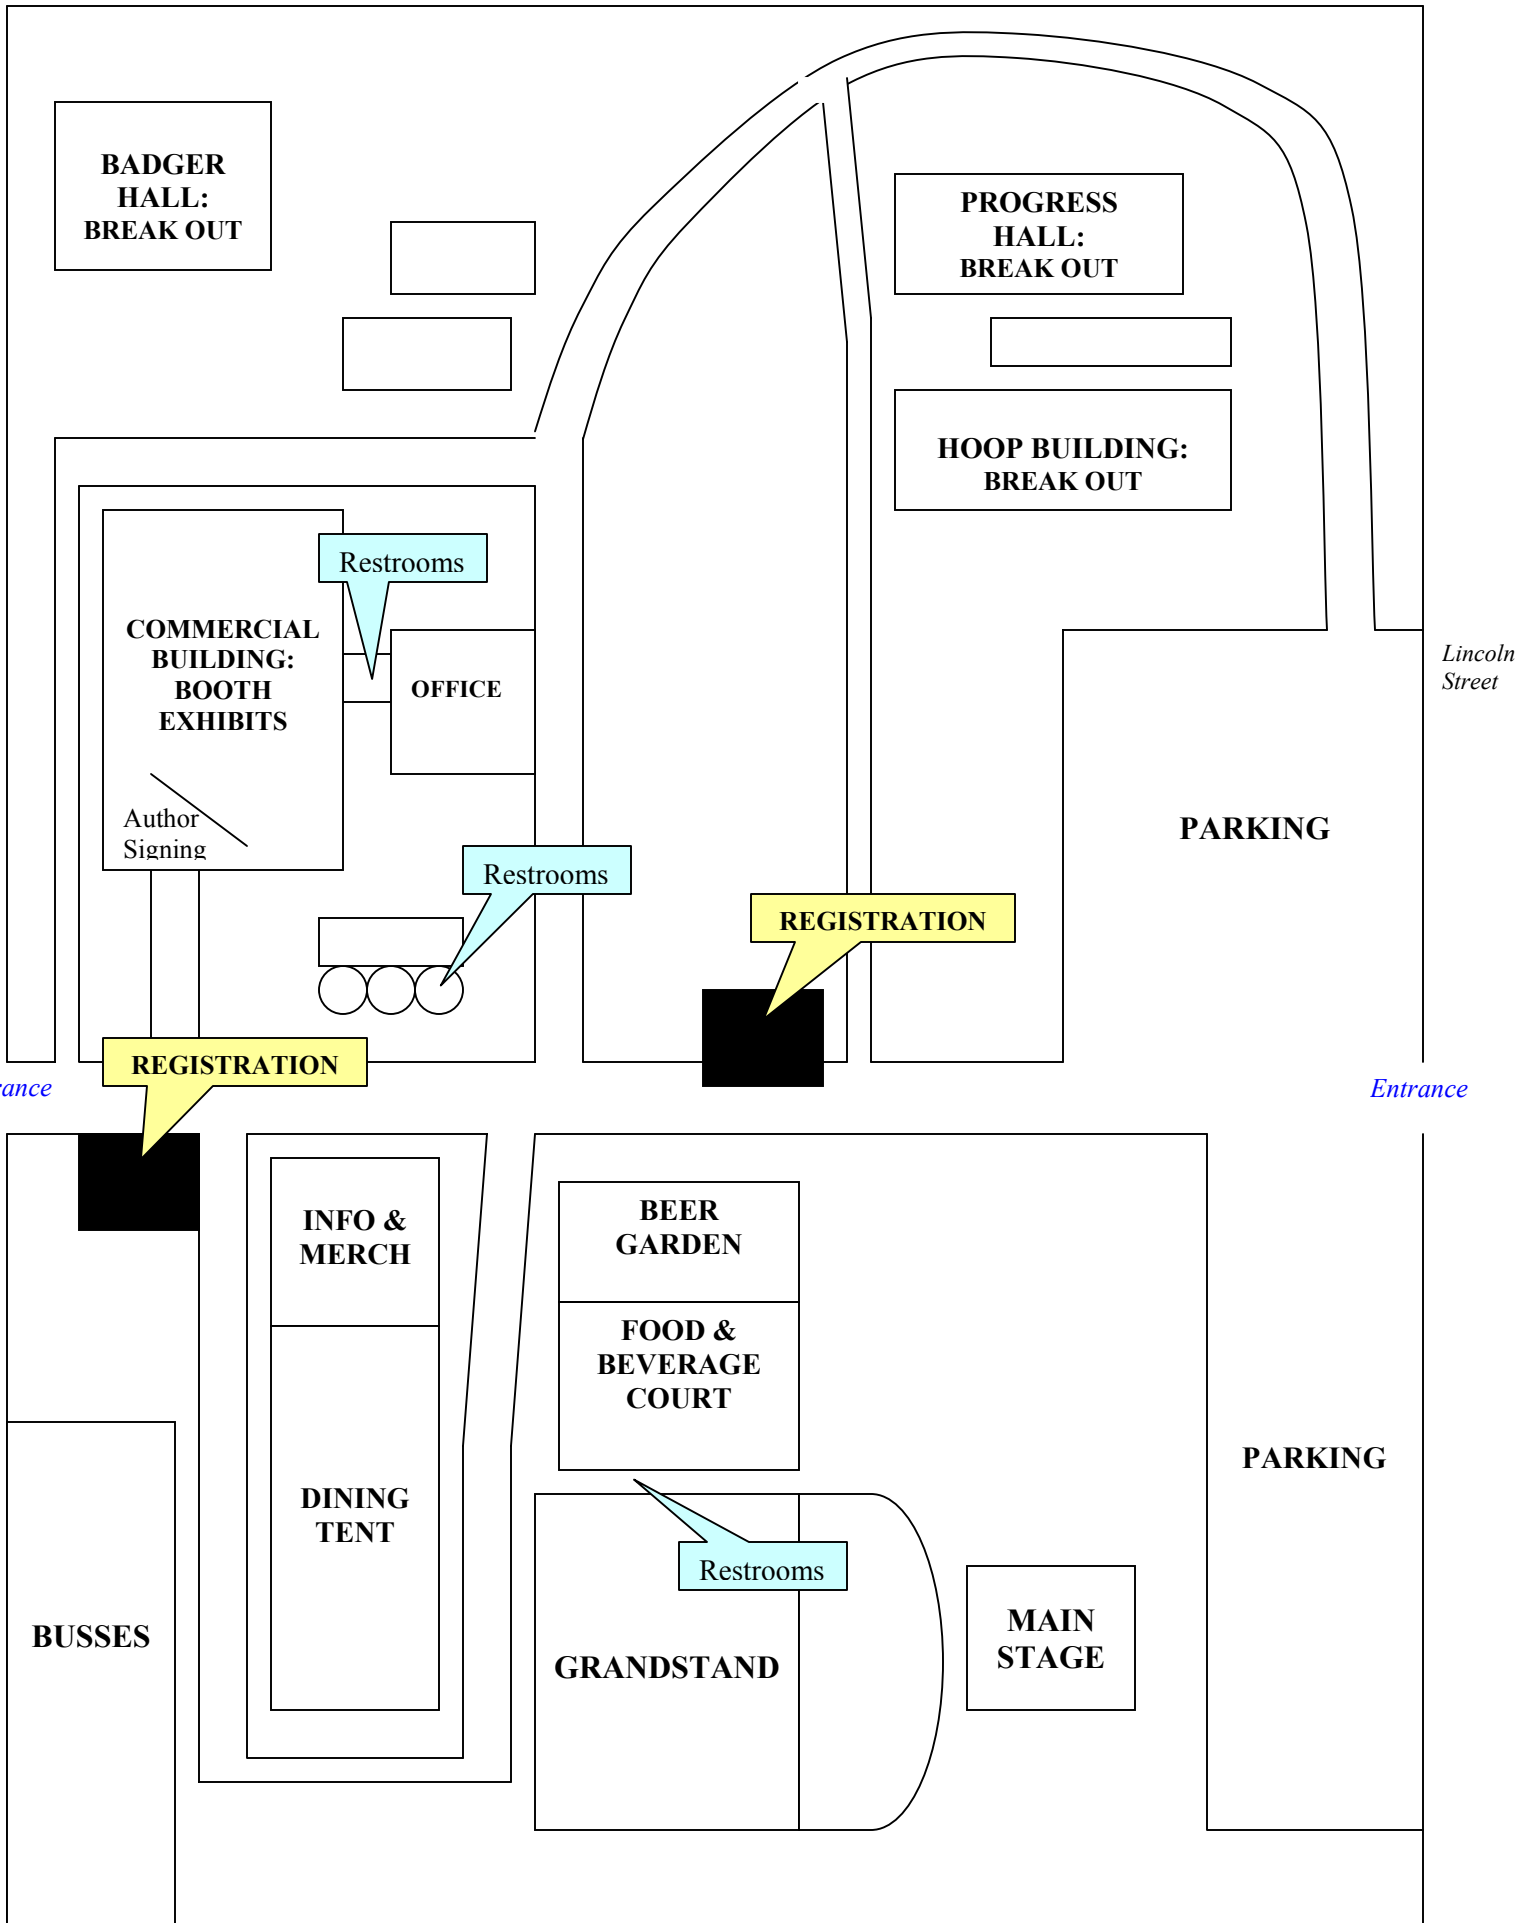 BADGER
HALL:
BREAK OUT
PROGRESS
HALL:
BREAK OUT
HOOP BUILDING:
BREAK OUT
Restrooms
COMMERCIAL
BUILDING:
BOOTH
EXHIBITS
OFFICE
Lincoln
Street
Author
Signing
PARKING
Restrooms
REGISTRATION
REGISTRATION
Entrance
INFO &
MERCH
BEER
GARDEN
FOOD &
BEVERAGE
COURT
DINING
TENT
PARKING
Restrooms
BUSSES
GRANDSTAND
MAIN
STAGE